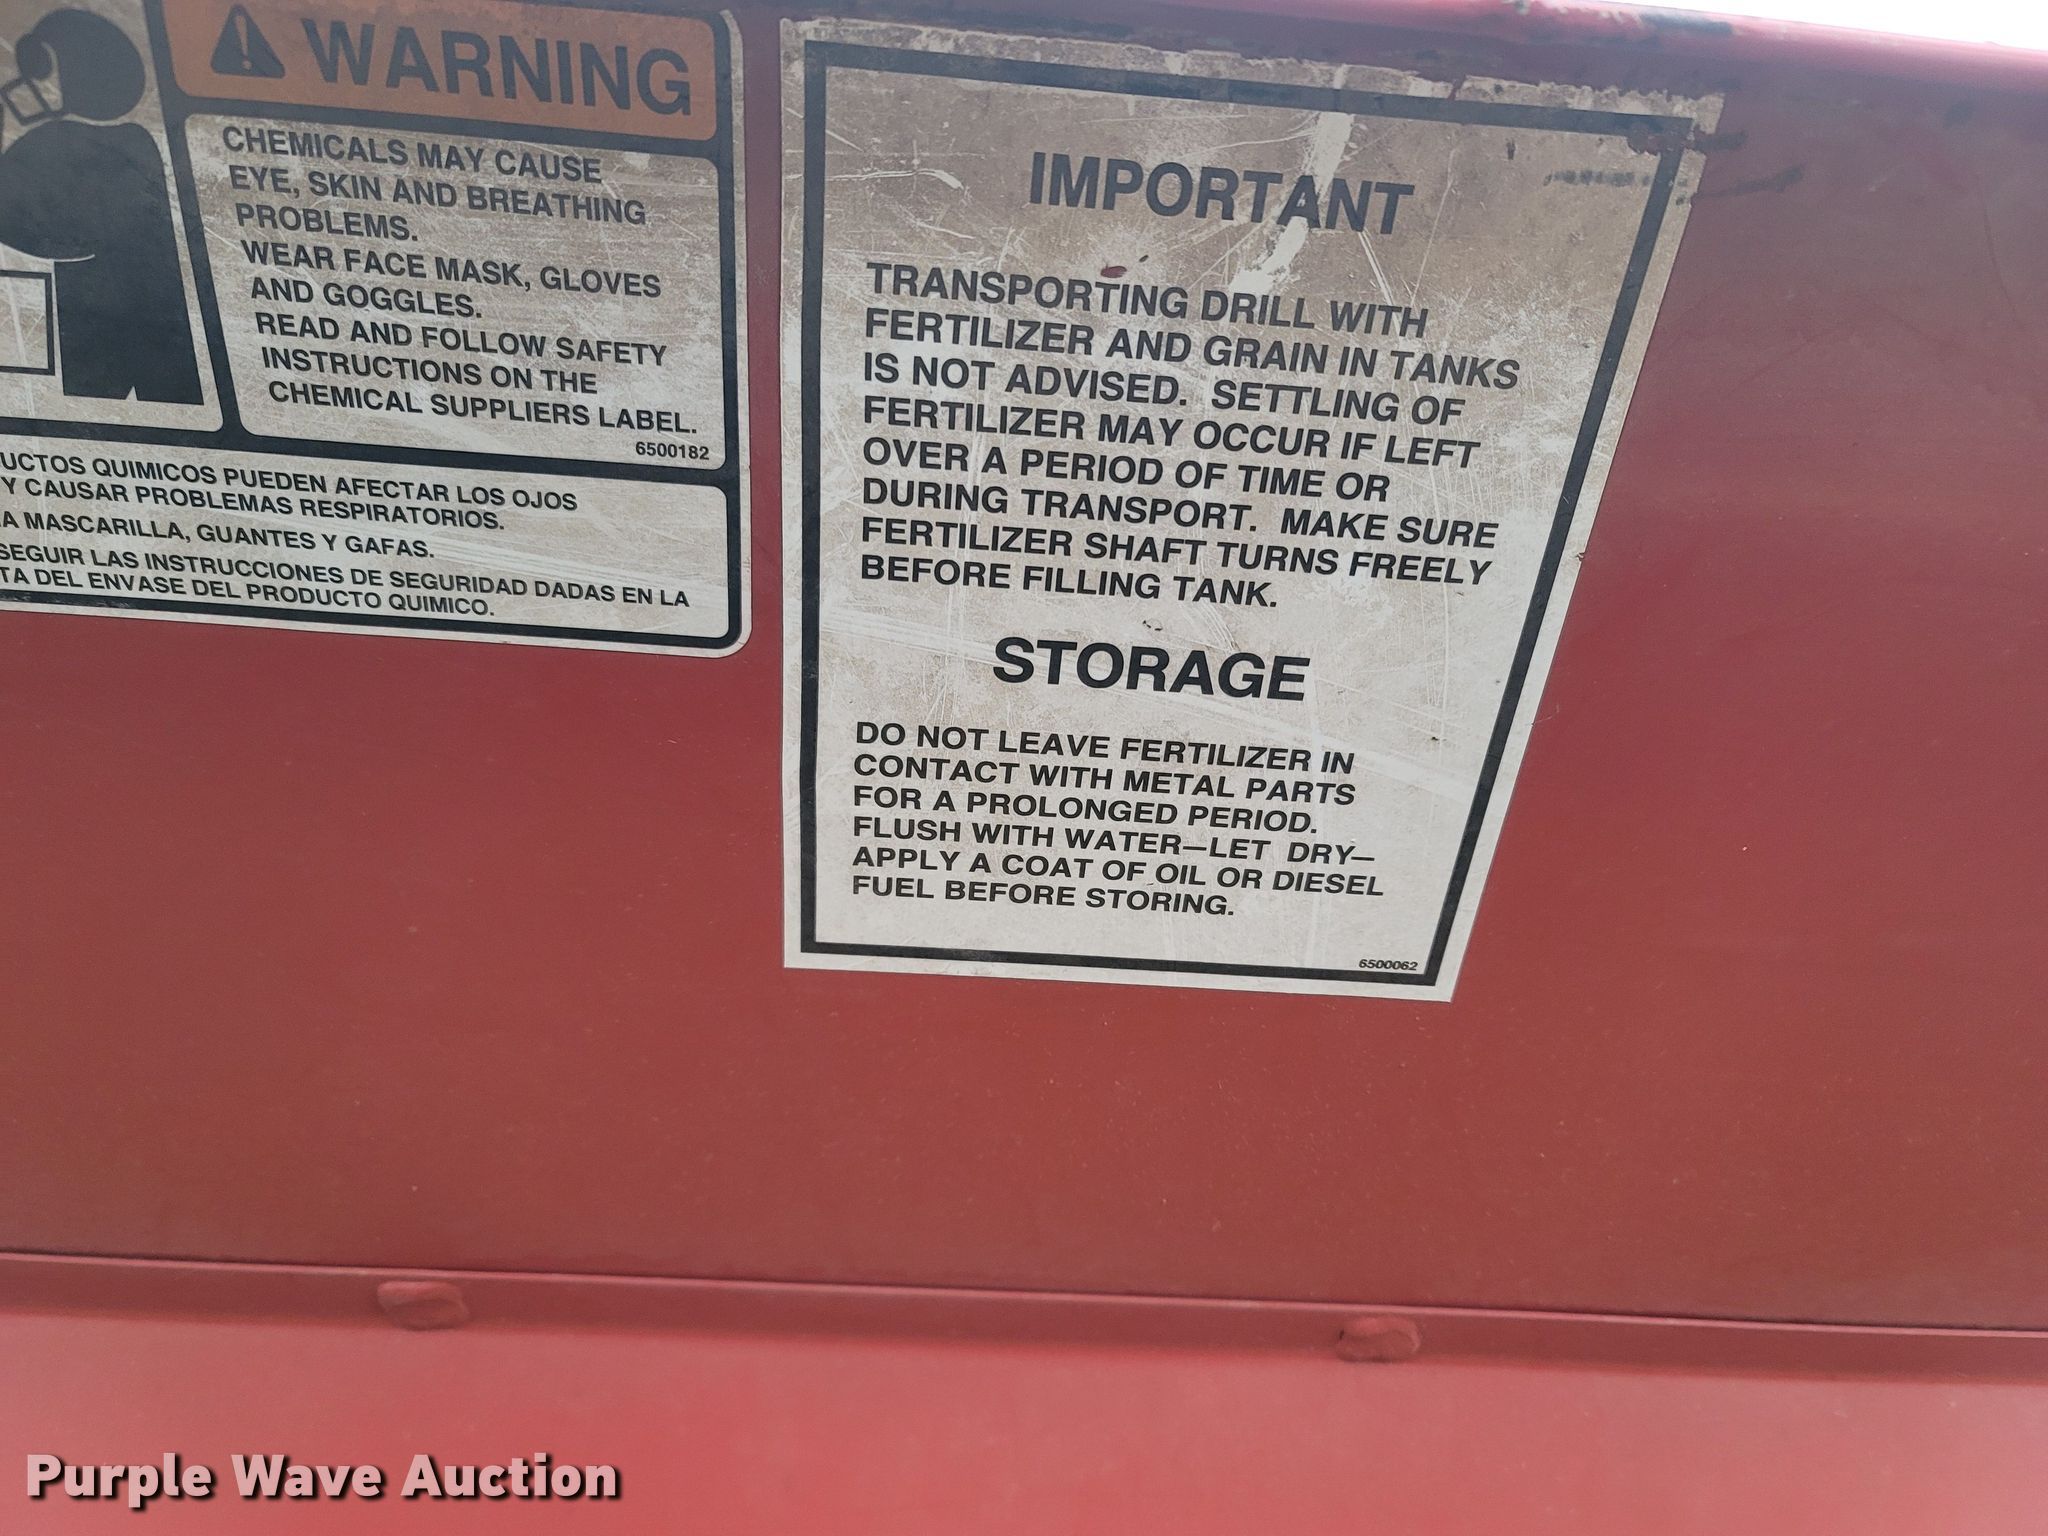 WARNING
CHEMICALS MAY CAUSE
EYE, SKIN AND BREATHING
PROBLEMS.
WEAR FACE MASK, GLOVES
AND GOGGLES.
READ AND FOLLOW SAFETY
INSTRUCTIONS ON THE
CHEMICAL SUPPLIERS LABEL.
6500182
UCTOS QUIMICOS PUEDEN AFECTAR LOS OJOS
Y CAUSAR PROBLEMAS RESPIRATORIOS.
A MASCARILLA, GUANTES Y GAFAS.
SEGUIR LAS INSTRUCCIONES DE SEGURIDAD DADAS EN LA
TA DEL ENVASE DEL PRODUCTO QUIMICO.
IMPORTANT
TRANSPORTING DRILL WITH
FERTILIZER AND GRAIN IN TANKS
IS NOT ADVISED. SETTLING OF
FERTILIZER MAY OCCUR IF LEFT
OVER A PERIOD OF TIME OR
DURING TRANSPORT. MAKE SURE
FERTILIZER SHAFT TURNS FREELY
BEFORE FILLING TANK.
STORAGE
DO NOT LEAVE FERTILIZER IN
CONTACT WITH METAL PARTS
FOR A PROLONGED PERIOD.
FLUSH WITH WATER—LET DRY—
APPLY A COAT OF OIL OR DIESEL
FUEL BEFORE STORING.
6500062
Purple Wave Auction